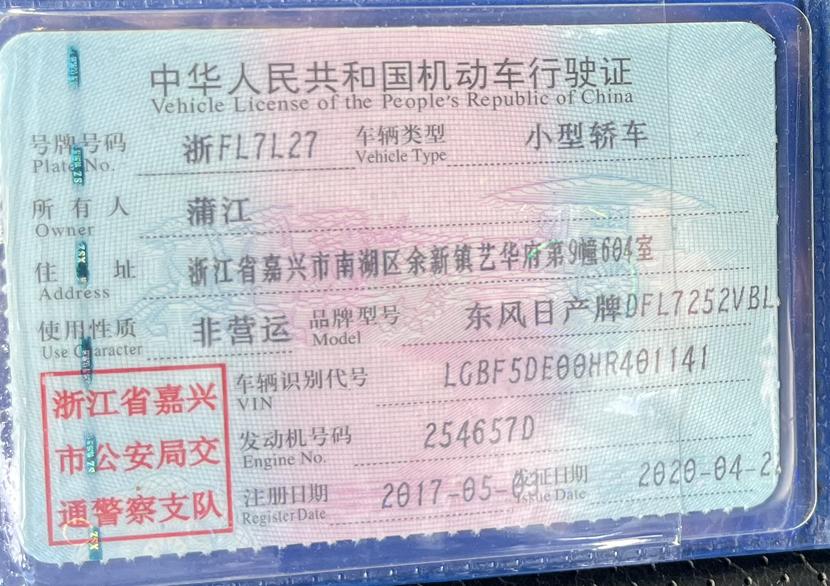 中华人民共和国机动车行驶证
Vehicle License of the People's Republic of China
号牌号码 浙FL7L27 车辆类型 小型轿车
Plate No. Vehicle Type
所有人 蒲江
Owner
住址 浙江省嘉兴市南湖区余新镇艺华府第9幢604室
Address
使用性质 非营运 品牌型号 东风日产牌DFL7252VBL
Use Character Model
浙江省嘉兴
市公安局交
通警察支队
车辆识别代号 LGBF5DE00HR401141
VIN
发动机号码 254657D
Engine No.
注册日期 2017-05- 发证日期 2020-04-2
Register Date Issue Date